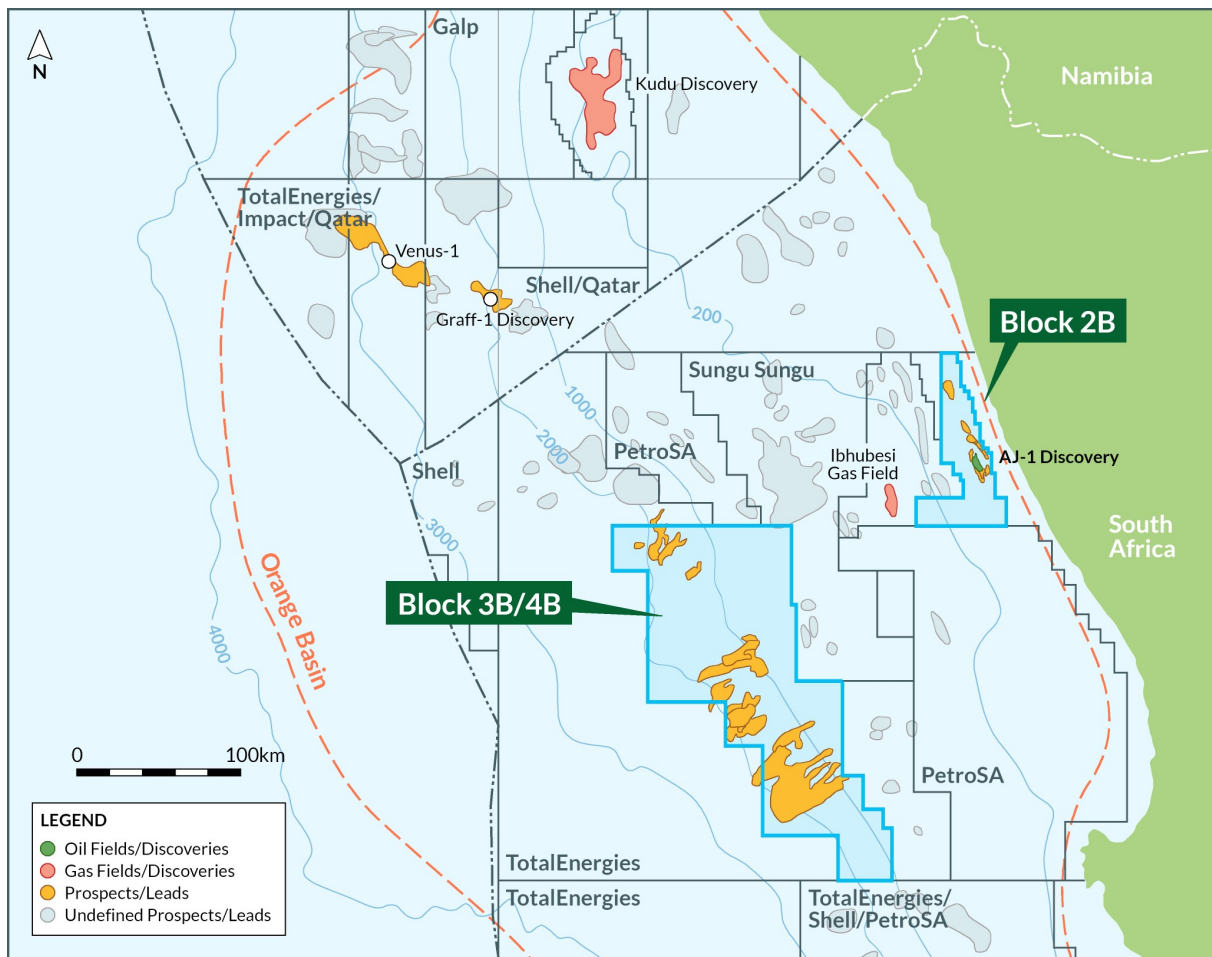 Galp
N
Kudu Discovery
Namibia
TotalEnergies/
Impact/Qatar
Venus-1
Shell/Qatar
Graff-1 Discovery
200
Block 2B
Sungu Sungu
1000
2000
PetroSA
Ibhubesi
Gas Field
AJ-1 Discovery
Shell
3000
South
Africa
Orange Basin
Block 3B/4B
4000
0 100km
PetroSA
LEGEND
Oil Fields/Discoveries
Gas Fields/Discoveries
Prospects/Leads
Undefined Prospects/Leads
TotalEnergies
TotalEnergies
TotalEnergies/
Shell/PetroSA